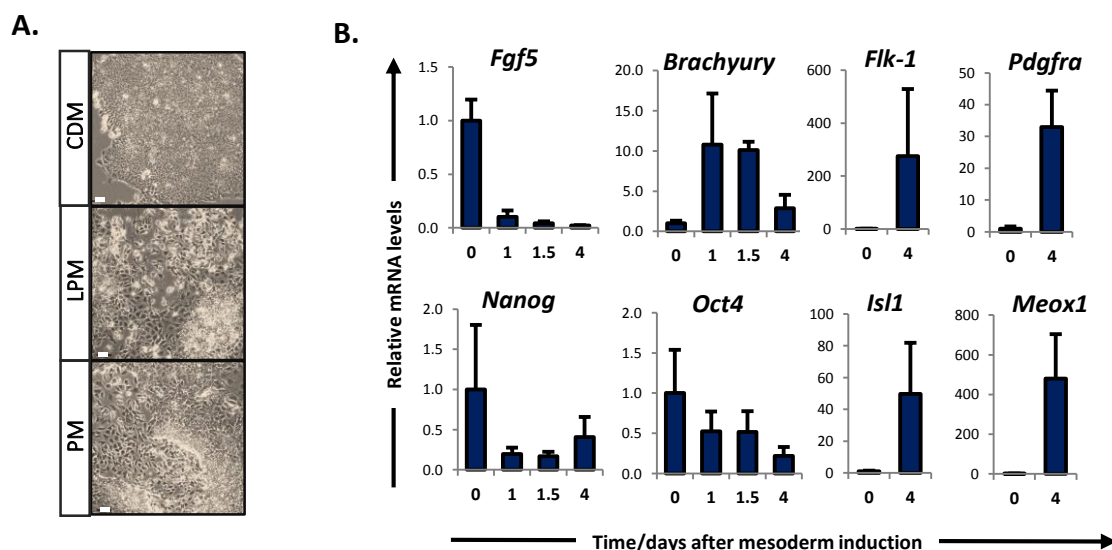 A.
CDM
LPM
PM
B.
Relative mRNA levels
Fgf5
1.5
1.0
0.5
0.0
0 1 1.5 4
Brachyury
20.0
15.0
10.0
5.0
0.0
0 1 1.5 4
Flk-1
600
400
200
0
0 4
Pdgfra
50
40
30
20
10
0
0 4
Nanog
2.0
1.5
1.0
0.5
0.0
0 1 1.5 4
Oct4
2.0
1.5
1.0
0.5
0.0
0 1 1.5 4
Isl1
100
80
60
40
20
0
0 4
Meox1
800
600
400
200
0
0 4
Time/days after mesoderm induction